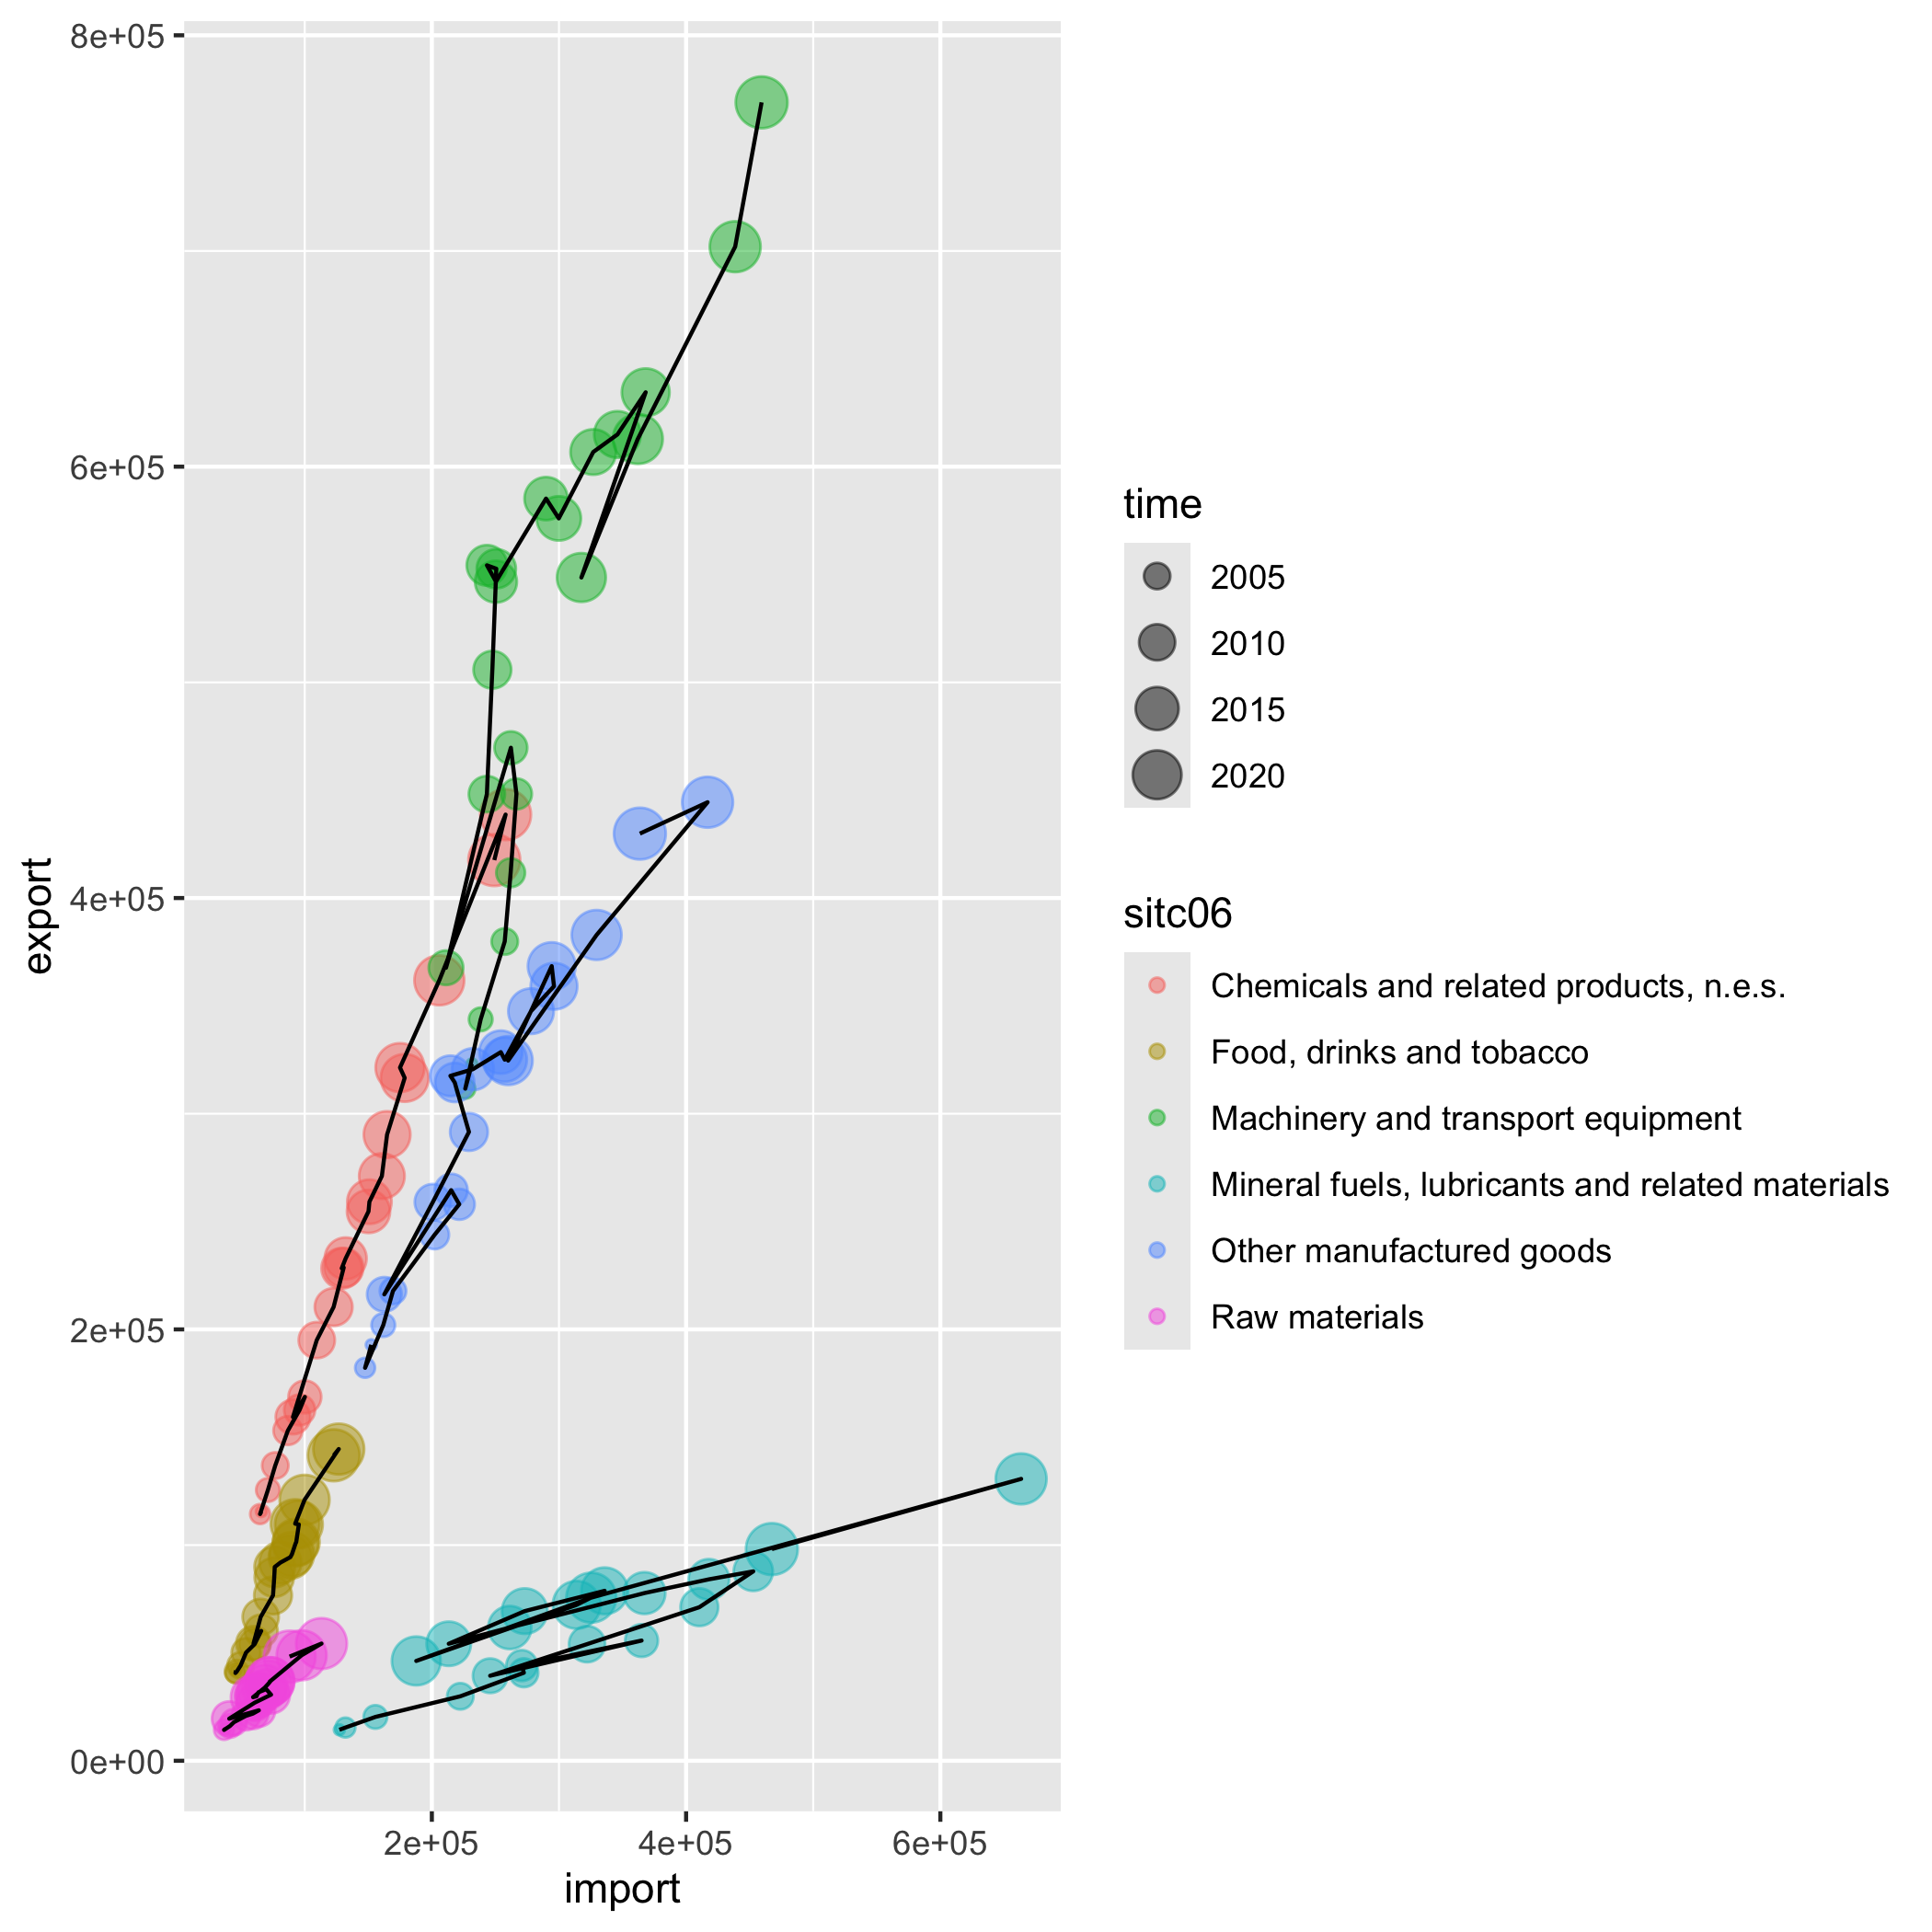 8e+05
6e+05
4e+05
2e+05
0e+00
export
2e+05 4e+05 6e+05
import
time
2005
2010
2015
2020
sitc06
Chemicals and related products, n.e.s.
Food, drinks and tobacco
Machinery and transport equipment
Mineral fuels, lubricants and related materials
Other manufactured goods
Raw materials